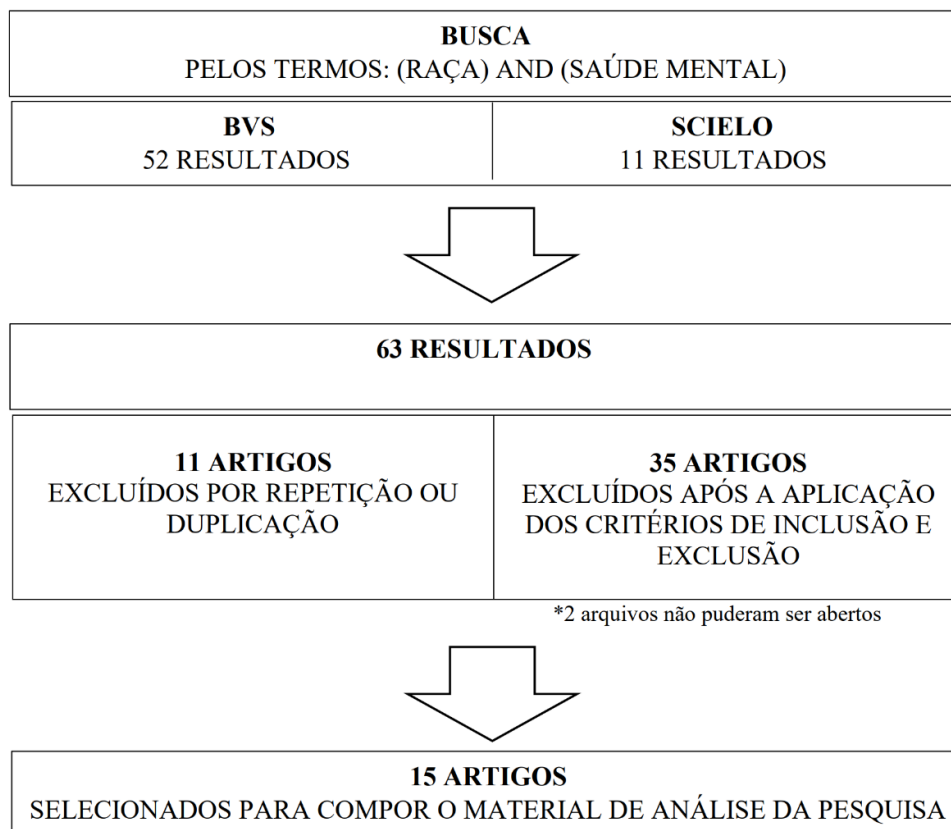 BUSCA
PELOS TERMOS: (RAÇA) AND (SAÚDE MENTAL)
BVS
52 RESULTADOS
SCIELO
11 RESULTADOS
63 RESULTADOS
11 ARTIGOS
EXCLUÍDOS POR REPETIÇÃO OU
DUPLICAÇÃO
35 ARTIGOS
EXCLUÍDOS APÓS A APLICAÇÃO
DOS CRITÉRIOS DE INCLUSÃO E
EXCLUSÃO
*2 arquivos não puderam ser abertos
15 ARTIGOS
SELECIONADOS PARA COMPOR O MATERIAL DE ANÁLISE DA PESQUISA